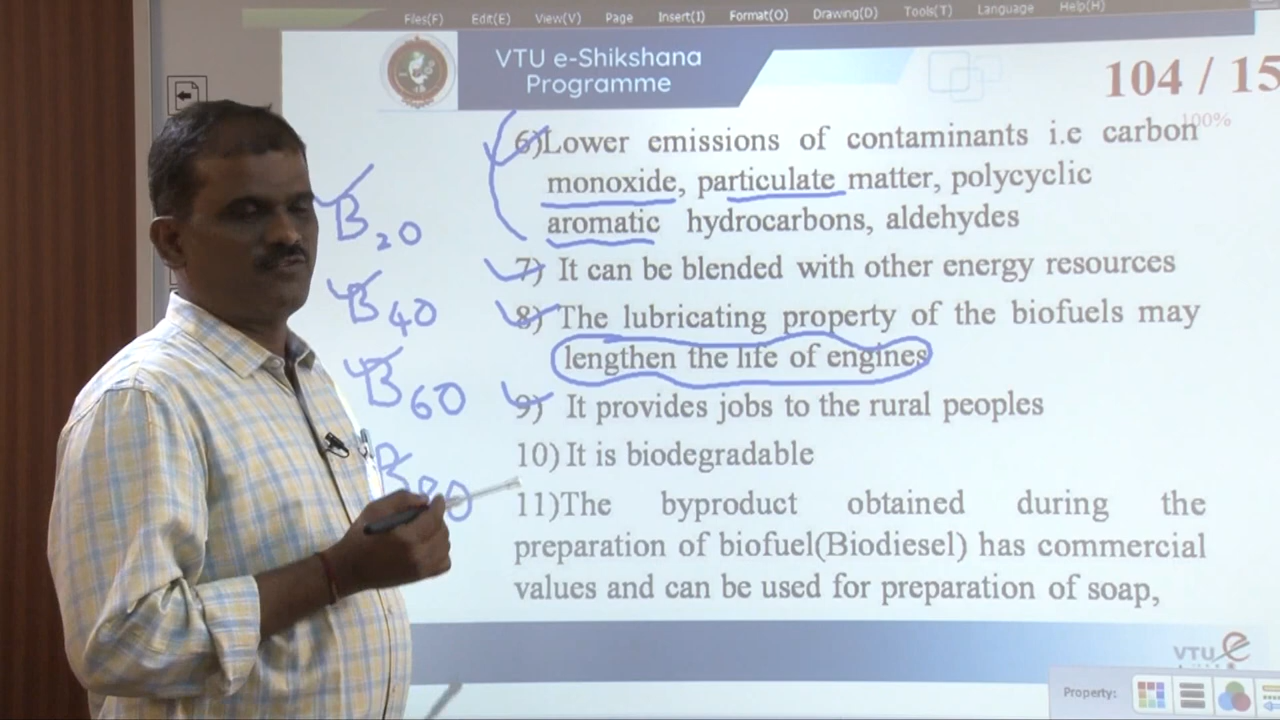 Files(F) Edit(E) View(V) Page Insert(I) Format(O) Drawing(D) Tools(T) Language Help(H)
VTU e-Shikshana
Programme
104 / 15
100%
6)Lower emissions of contaminants i.e carbon
monoxide, particulate matter, polycyclic
aromatic hydrocarbons, aldehydes
7) It can be blended with other energy resources
8) The lubricating property of the biofuels may
lengthen the life of engines
9) It provides jobs to the rural peoples
10) It is biodegradable
11)The byproduct obtained during the
preparation of biofuel(Biodiesel) has commercial
values and can be used for preparation of soap,
B20
B40
B60
B80
VTU e
Property: